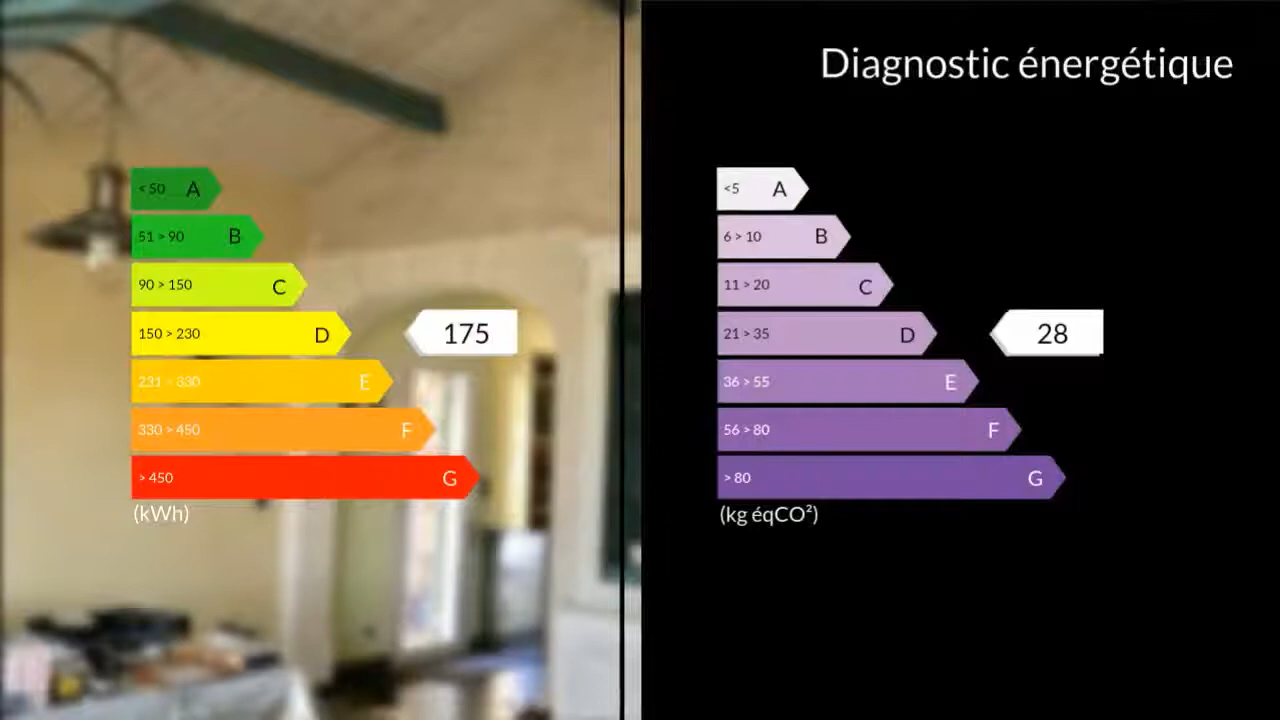 Diagnostic énergétique
< 50 A
51 > 90 B
90 > 150 C
150 > 230 D
175
231 > 330 E
330 > 450 F
> 450 G
(kWh)
<5 A
6 > 10 B
11 > 20 C
21 > 35 D
28
36 > 55 E
56 > 80 F
> 80 G
(kg éqCO²)